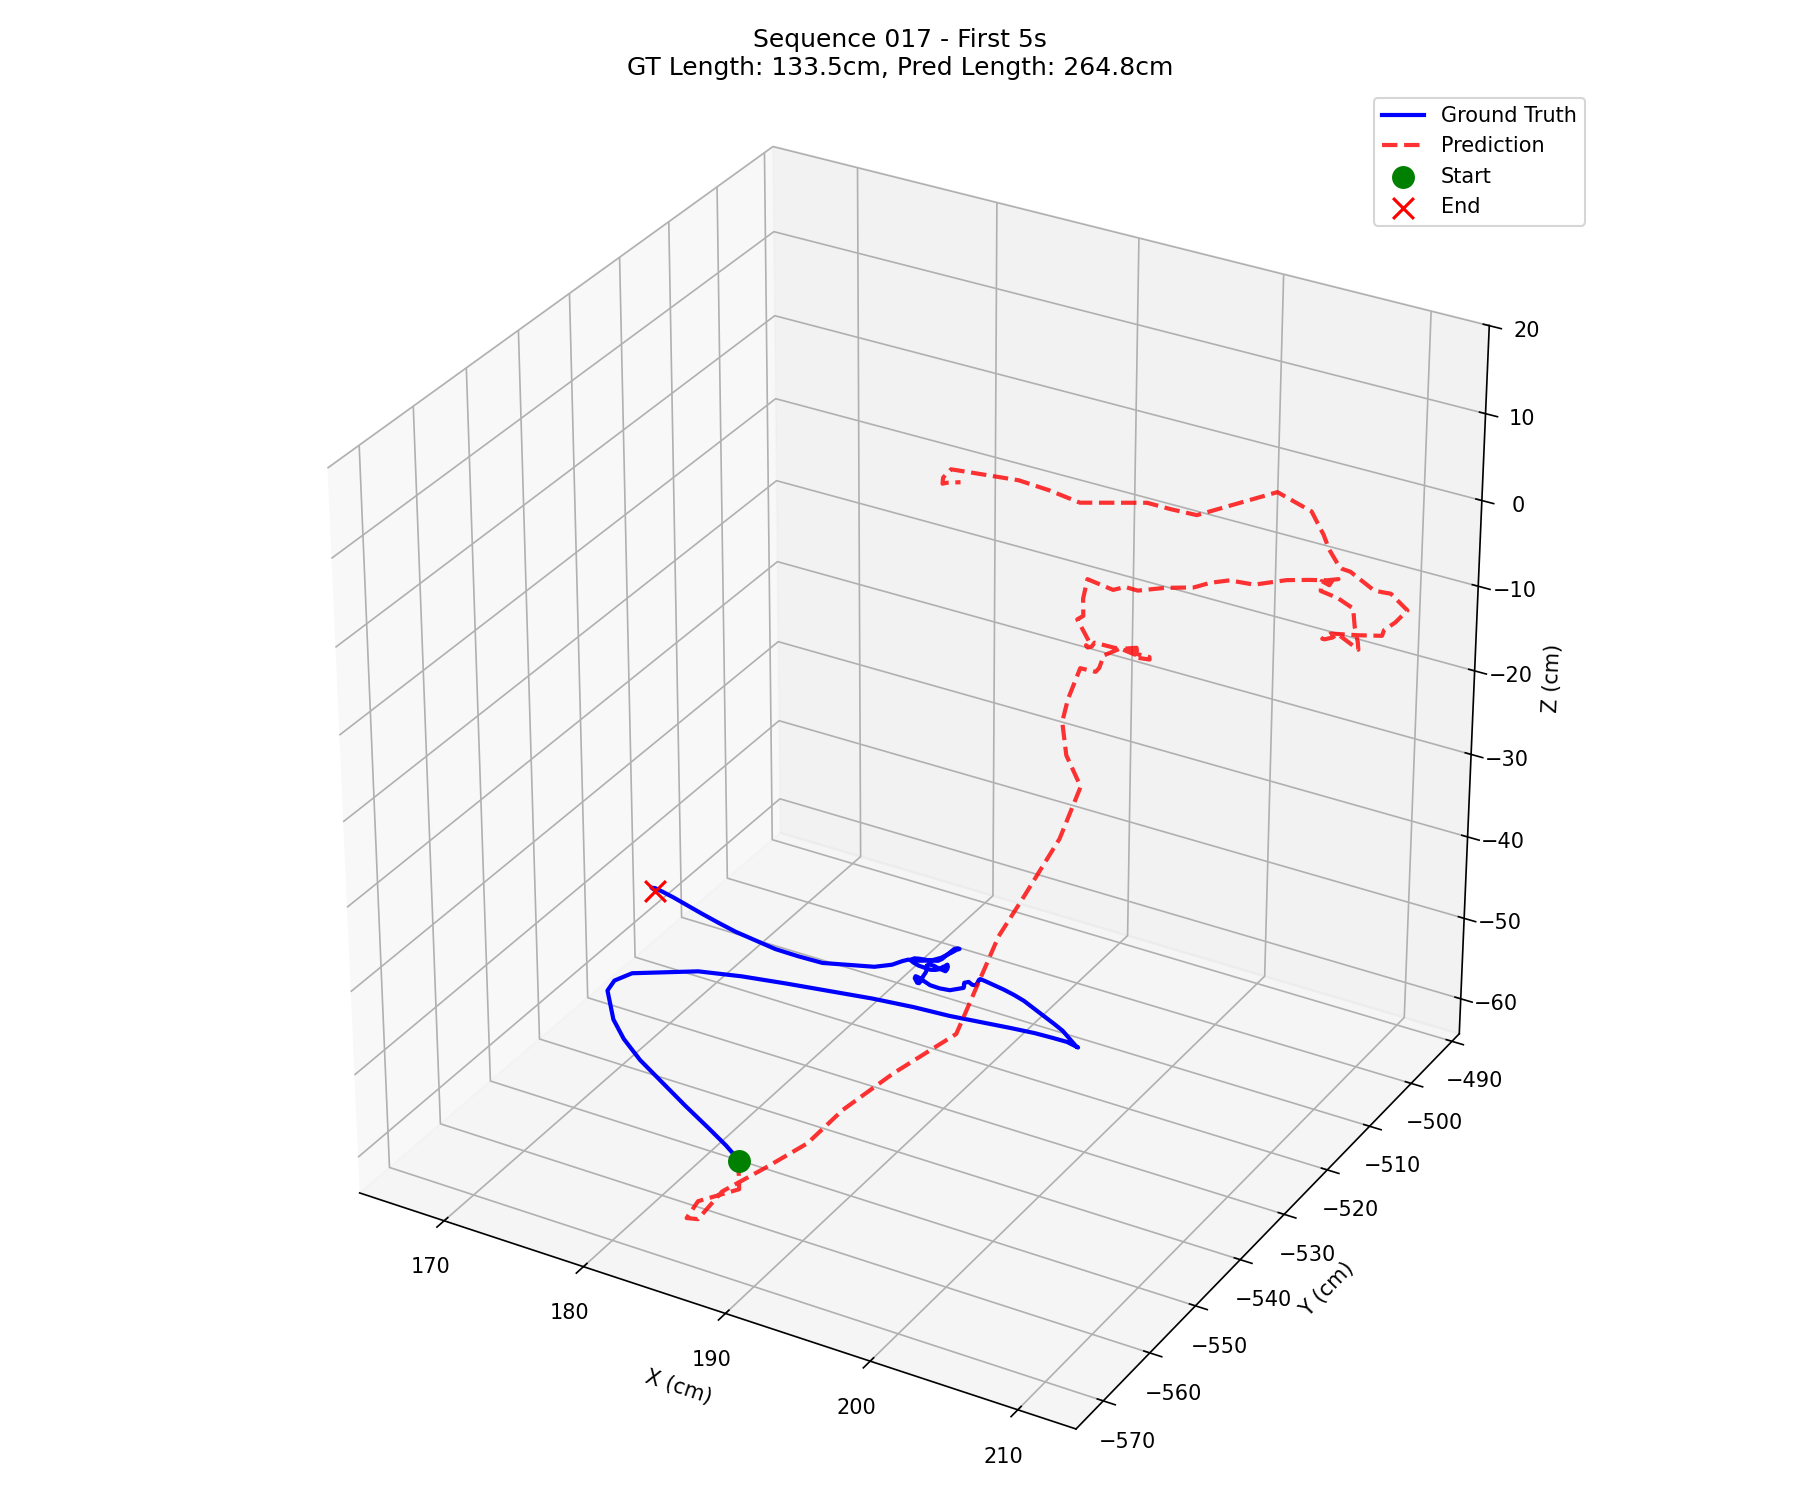 Sequence 017 - First 5s
GT Length: 133.5cm, Pred Length: 264.8cm
Ground Truth
Prediction
Start
End
20
10
0
−10
−20
−30
−40
−50
−60
Z (cm)
−490
−500
−510
−520
−530
−540
−550
−560
−570
Y (cm)
170
180
190
200
210
X (cm)